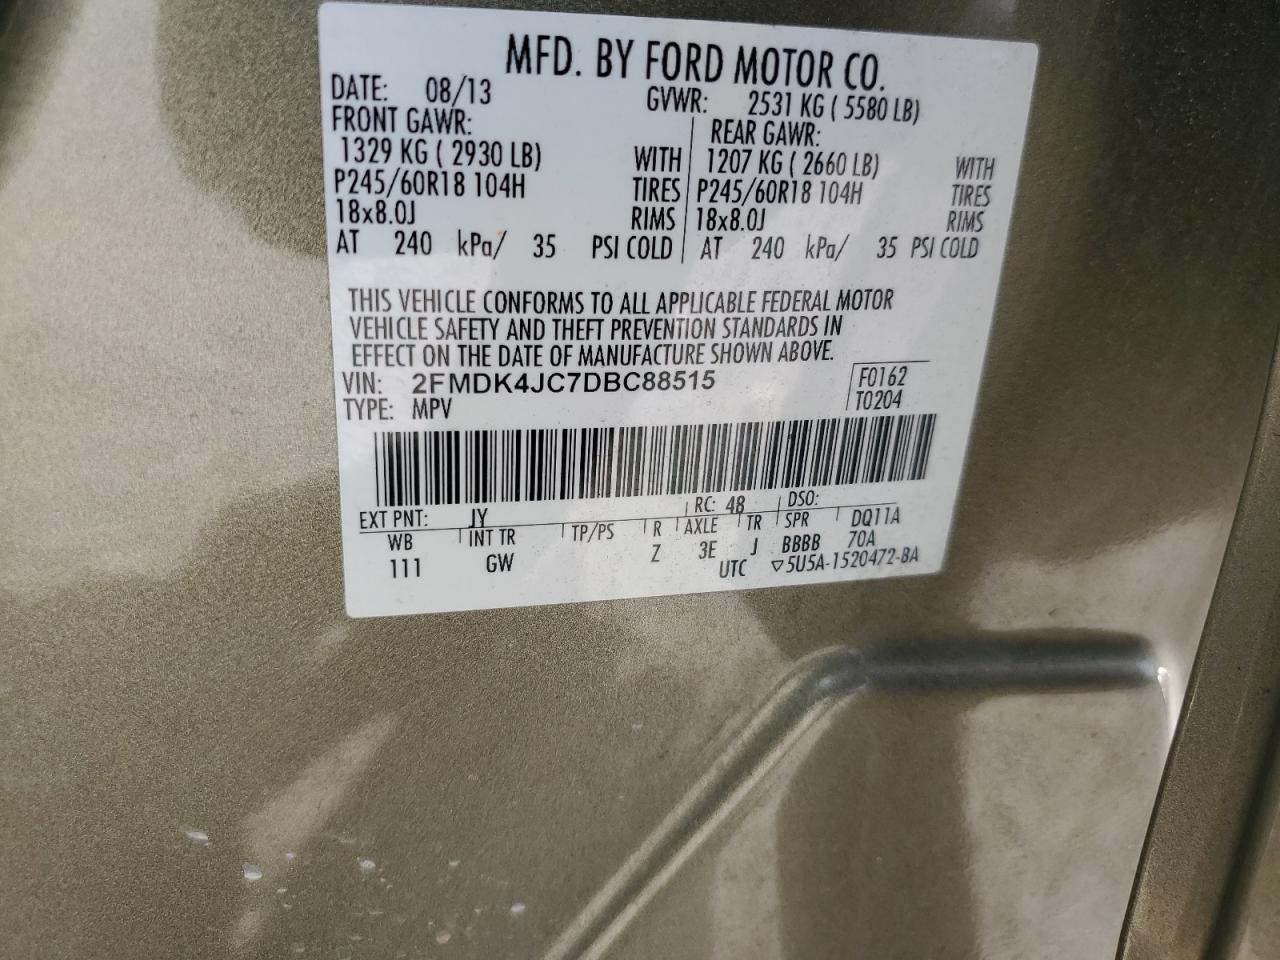 MFD. BY FORD MOTOR CO.
DATE: 08/13 GVWR: 2531 KG ( 5580 LB)
FRONT GAWR: REAR GAWR:
1329 KG ( 2930 LB) WITH 1207 KG ( 2660 LB) WITH
P245/60R18 104H TIRES P245/60R18 104H TIRES
18x8.0J RIMS 18x8.0J RIMS
AT 240 kPa/ 35 PSI COLD AT 240 kPa/ 35 PSI COLD
THIS VEHICLE CONFORMS TO ALL APPLICABLE FEDERAL MOTOR
VEHICLE SAFETY AND THEFT PREVENTION STANDARDS IN
EFFECT ON THE DATE OF MANUFACTURE SHOWN ABOVE.
VIN: 2FMDK4JC7DBC88515 F0162
TYPE: MPV T0204
EXT PNT: JY RC: 48 DSO:
WB INT TR TP/PS R AXLE TR SPR DQ11A
111 GW Z 3E J BBBB 70A
UTC ▽5U5A-1520472-BA